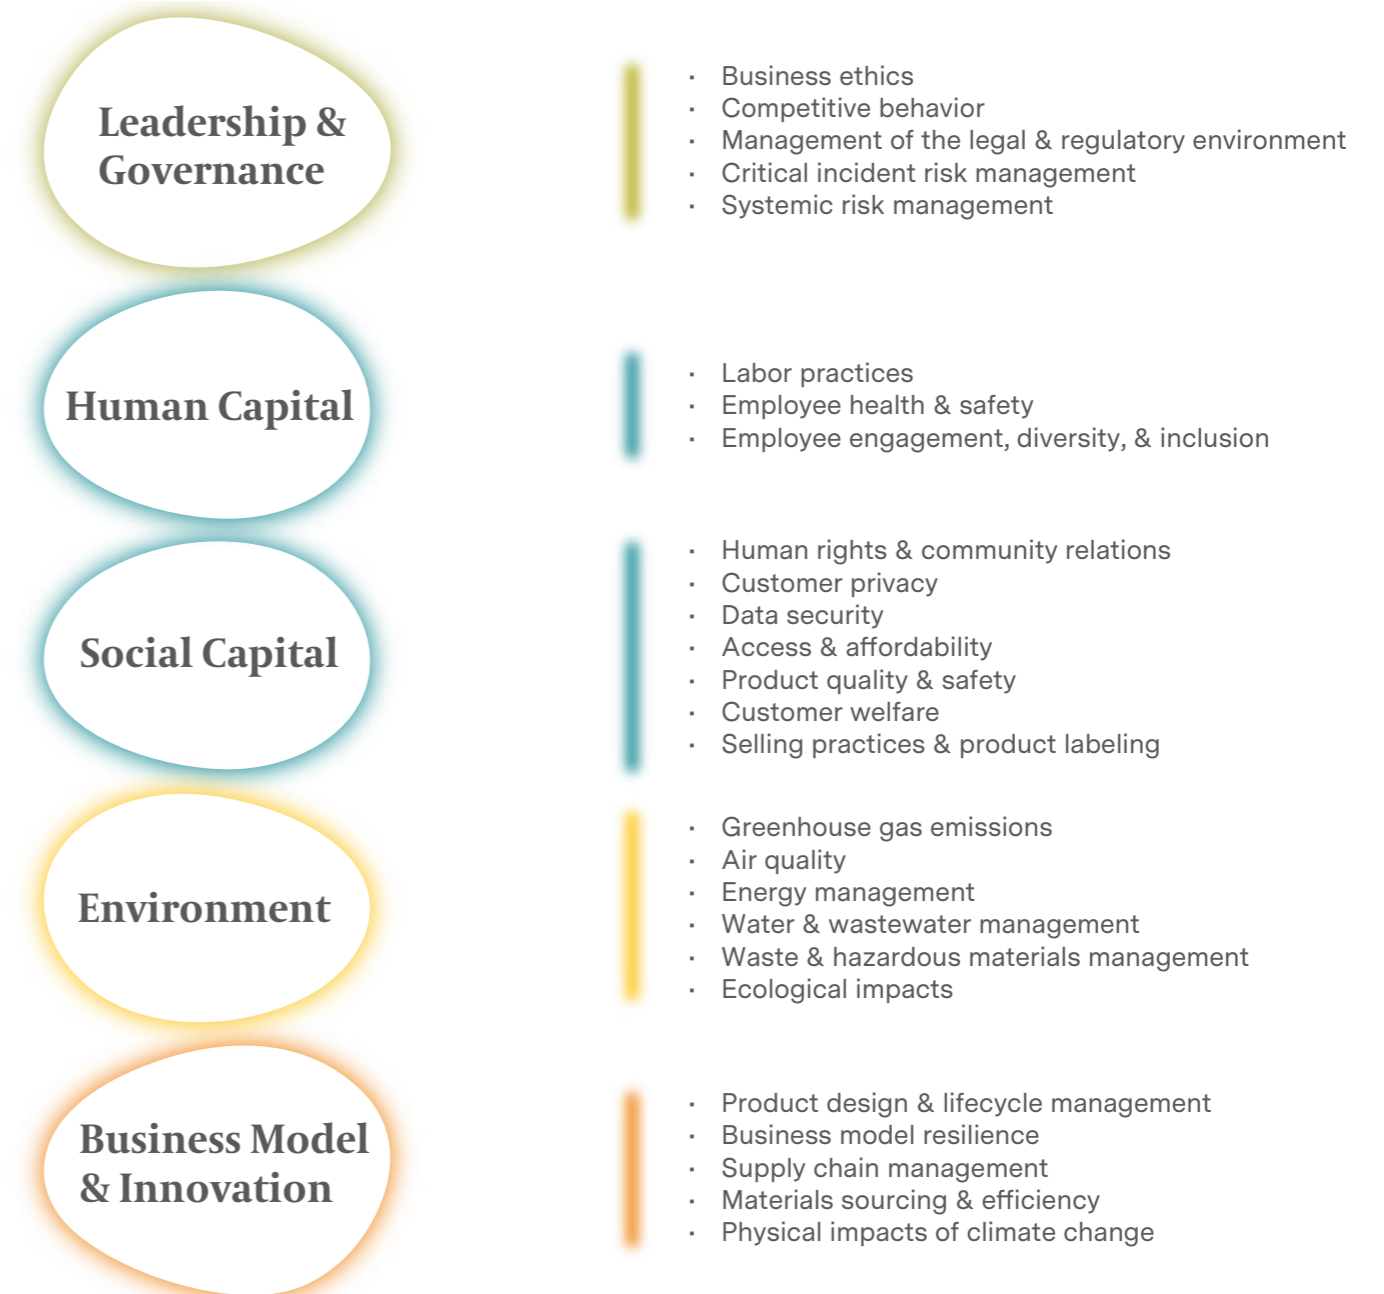 Leadership &
Governance
· Business ethics
· Competitive behavior
· Management of the legal & regulatory environment
· Critical incident risk management
· Systemic risk management
Human Capital
· Labor practices
· Employee health & safety
· Employee engagement, diversity, & inclusion
Social Capital
· Human rights & community relations
· Customer privacy
· Data security
· Access & affordability
· Product quality & safety
· Customer welfare
· Selling practices & product labeling
Environment
· Greenhouse gas emissions
· Air quality
· Energy management
· Water & wastewater management
· Waste & hazardous materials management
· Ecological impacts
Business Model
& Innovation
· Product design & lifecycle management
· Business model resilience
· Supply chain management
· Materials sourcing & efficiency
· Physical impacts of climate change